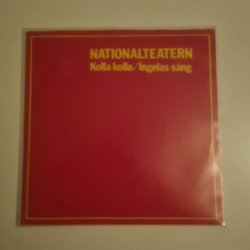 NATIONALTEATERN
Kolla kolla/Ingelas sång